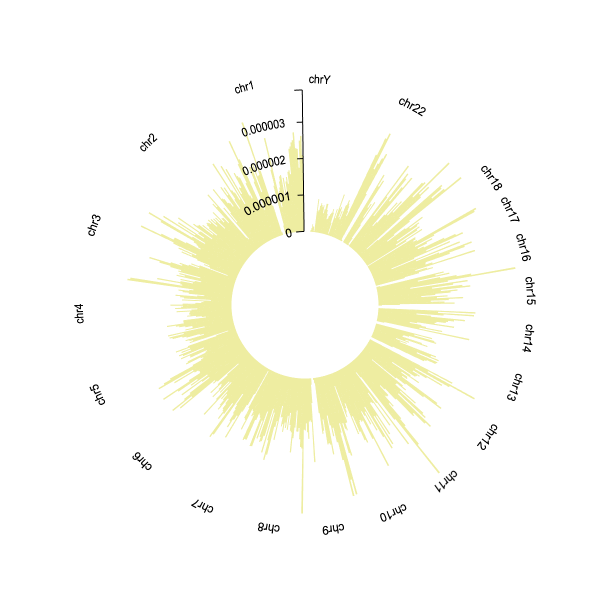 chrY
chr22
chr18
chr17
chr16
chr15
chr14
chr13
chr12
chr11
chr10
chr9
chr8
chr7
chr6
chr5
chr4
chr3
chr2
chr1
0.000003
0.000002
0.000001
0